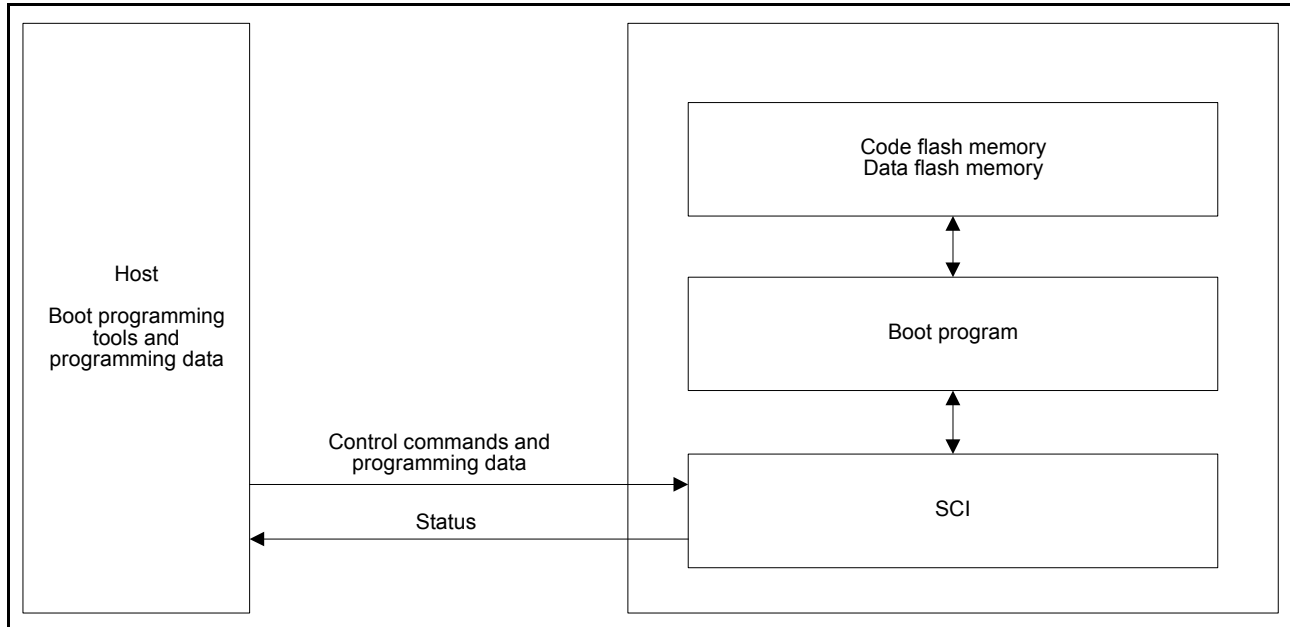 Host
Boot programming
tools and
programming data
Control commands and
programming data
Status
Code flash memory
Data flash memory
Boot program
SCI